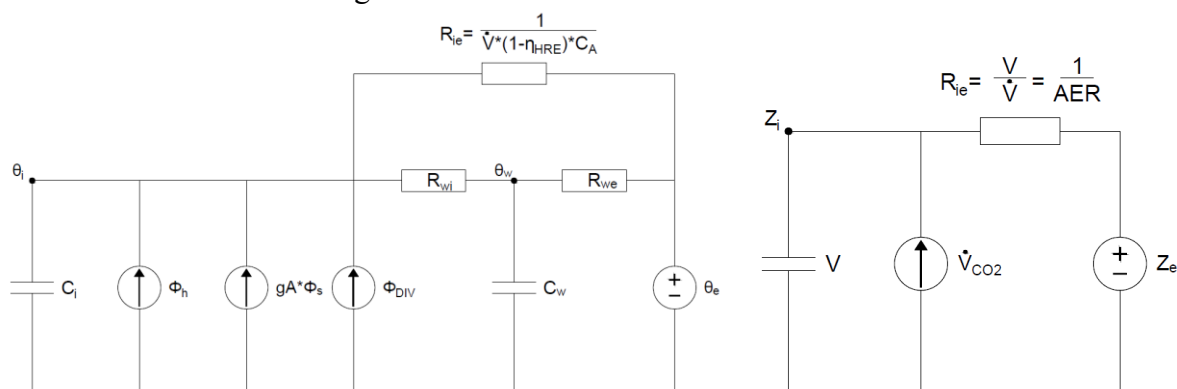 R_ie = 1 / (V̇*(1-η_HRE)*C_A)
θ_i
R_wi
θ_w
R_we
C_i
Φ_h
gA*Φ_s
Φ_DIV
C_w
+
−
θ_e
R_ie = V / V̇ = 1 / AER
Z_i
V
V̇_CO2
+
−
Z_e